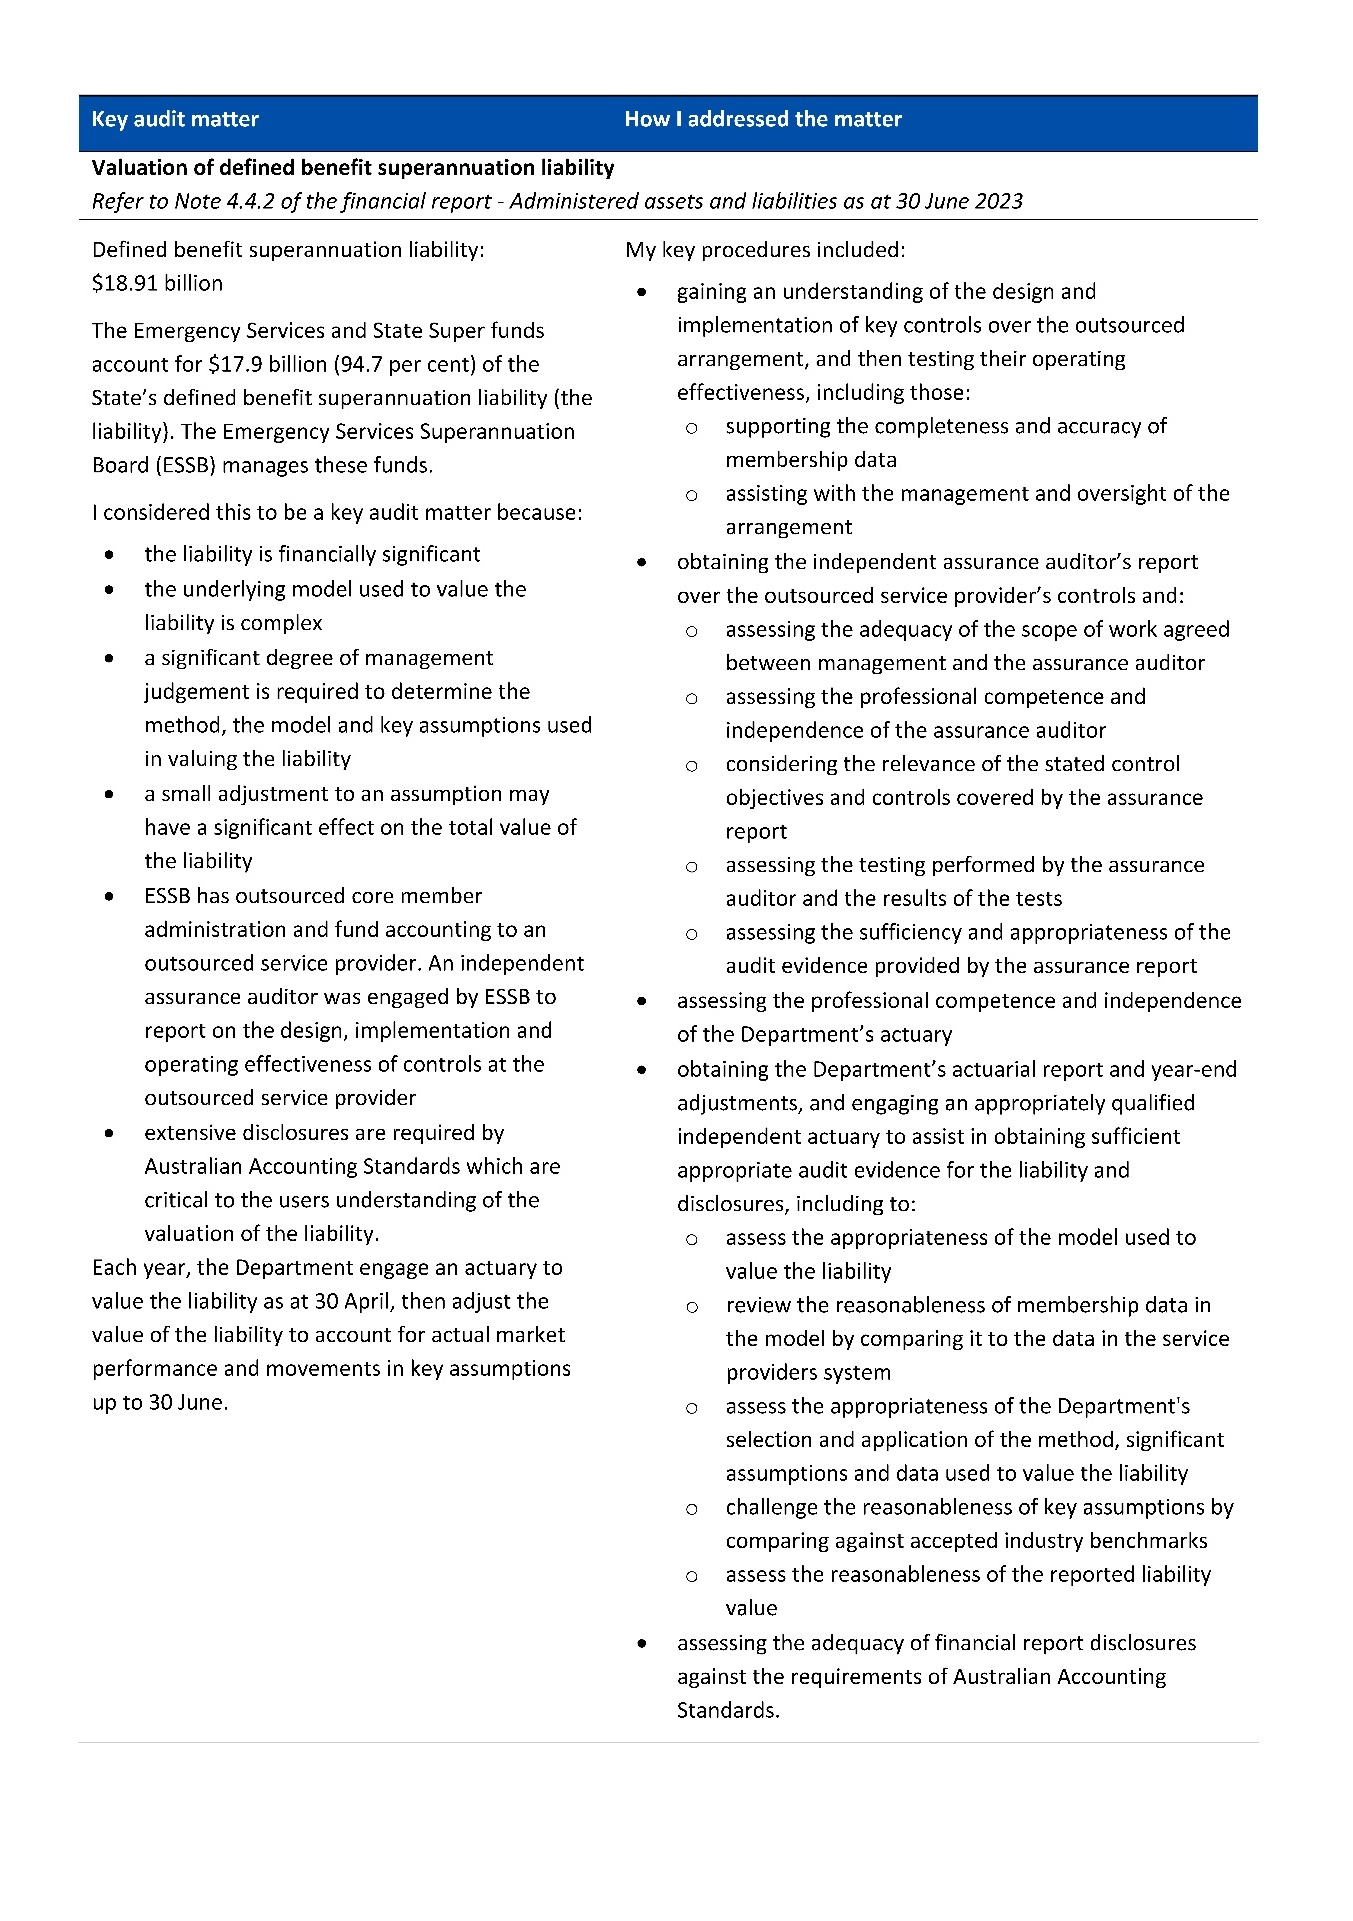 Key audit matter
How I addressed the matter
Valuation of defined benefit superannuation liability
Refer to Note 4.4.2 of the financial report - Administered assets and liabilities as at 30 June 2023
Defined benefit superannuation liability:
$18.91 billion
The Emergency Services and State Super funds
account for $17.9 billion (94.7 per cent) of the
State’s defined benefit superannuation liability (the
liability). The Emergency Services Superannuation
Board (ESSB) manages these funds.
I considered this to be a key audit matter because:
• the liability is financially significant
• the underlying model used to value the
liability is complex
• a significant degree of management
judgement is required to determine the
method, the model and key assumptions used
in valuing the liability
• a small adjustment to an assumption may
have a significant effect on the total value of
the liability
• ESSB has outsourced core member
administration and fund accounting to an
outsourced service provider. An independent
assurance auditor was engaged by ESSB to
report on the design, implementation and
operating effectiveness of controls at the
outsourced service provider
• extensive disclosures are required by
Australian Accounting Standards which are
critical to the users understanding of the
valuation of the liability.
Each year, the Department engage an actuary to
value the liability as at 30 April, then adjust the
value of the liability to account for actual market
performance and movements in key assumptions
up to 30 June.
My key procedures included:
• gaining an understanding of the design and
implementation of key controls over the outsourced
arrangement, and then testing their operating
effectiveness, including those:
o supporting the completeness and accuracy of
membership data
o assisting with the management and oversight of the
arrangement
• obtaining the independent assurance auditor’s report
over the outsourced service provider’s controls and:
o assessing the adequacy of the scope of work agreed
between management and the assurance auditor
o assessing the professional competence and
independence of the assurance auditor
o considering the relevance of the stated control
objectives and controls covered by the assurance
report
o assessing the testing performed by the assurance
auditor and the results of the tests
o assessing the sufficiency and appropriateness of the
audit evidence provided by the assurance report
• assessing the professional competence and independence
of the Department’s actuary
• obtaining the Department’s actuarial report and year-end
adjustments, and engaging an appropriately qualified
independent actuary to assist in obtaining sufficient
appropriate audit evidence for the liability and
disclosures, including to:
o assess the appropriateness of the model used to
value the liability
o review the reasonableness of membership data in
the model by comparing it to the data in the service
providers system
o assess the appropriateness of the Department's
selection and application of the method, significant
assumptions and data used to value the liability
o challenge the reasonableness of key assumptions by
comparing against accepted industry benchmarks
o assess the reasonableness of the reported liability
value
• assessing the adequacy of financial report disclosures
against the requirements of Australian Accounting
Standards.